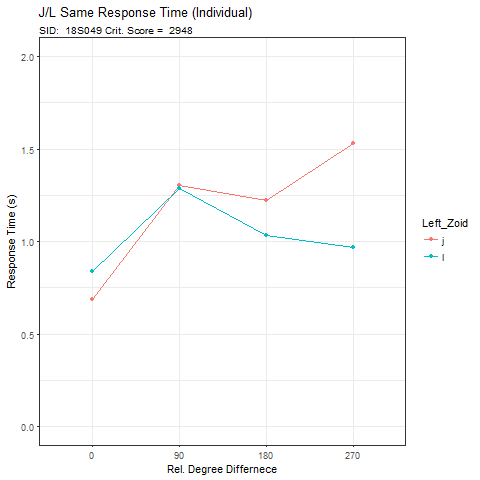 J/L Same Response Time (Individual)
SID:  18S049 Crit. Score =  2948
2.0
1.5
1.0
0.5
0.0
Response Time (s)
0 90 180 270
Rel. Degree Differnece
Left_Zoid
j
l